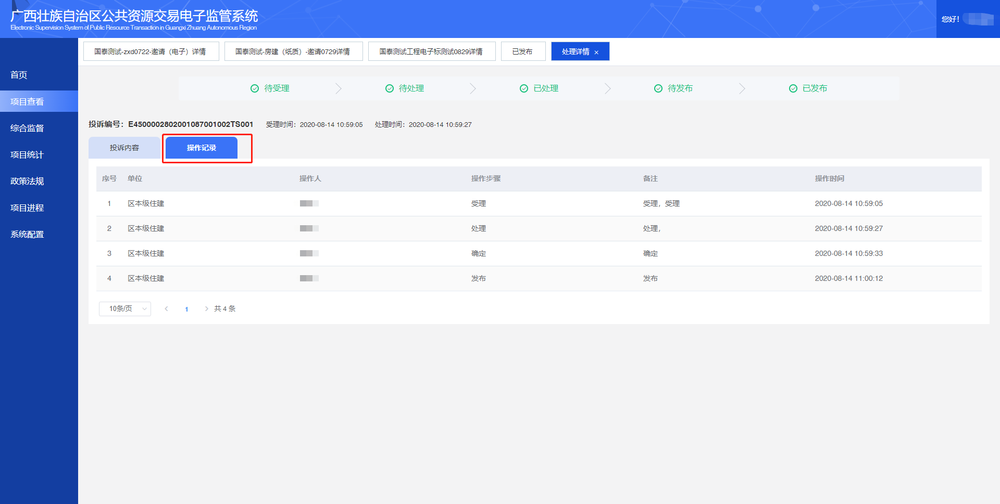 广西壮族自治区公共资源交易电子监管系统
Electronic Supervision System of Public Resource Transaction in Guangxi Zhuang Autonomous Region
您好！
国泰测试-zxd0722-邀请（电子）详情 国泰测试-房建（纸质）-邀请0729详情 国泰测试工程电子标测试0829详情 已发布 处理详情 ×
首页
项目查看
综合监督
项目统计
政策法规
项目进程
系统配置
待受理 待处理 已处理 待发布 已发布
投诉编号：E4500002802001087001002TS001 受理时间：2020-08-14 10:59:05 处理时间：2020-08-14 10:59:27
投诉内容 操作记录
序号 单位 操作人 操作步骤 备注 操作时间
1 区本级住建 受理 受理，受理 2020-08-14 10:59:05
2 区本级住建 处理 处理， 2020-08-14 10:59:27
3 区本级住建 确定 确定 2020-08-14 10:59:33
4 区本级住建 发布 发布 2020-08-14 11:00:12
10条/页 1 共 4 条